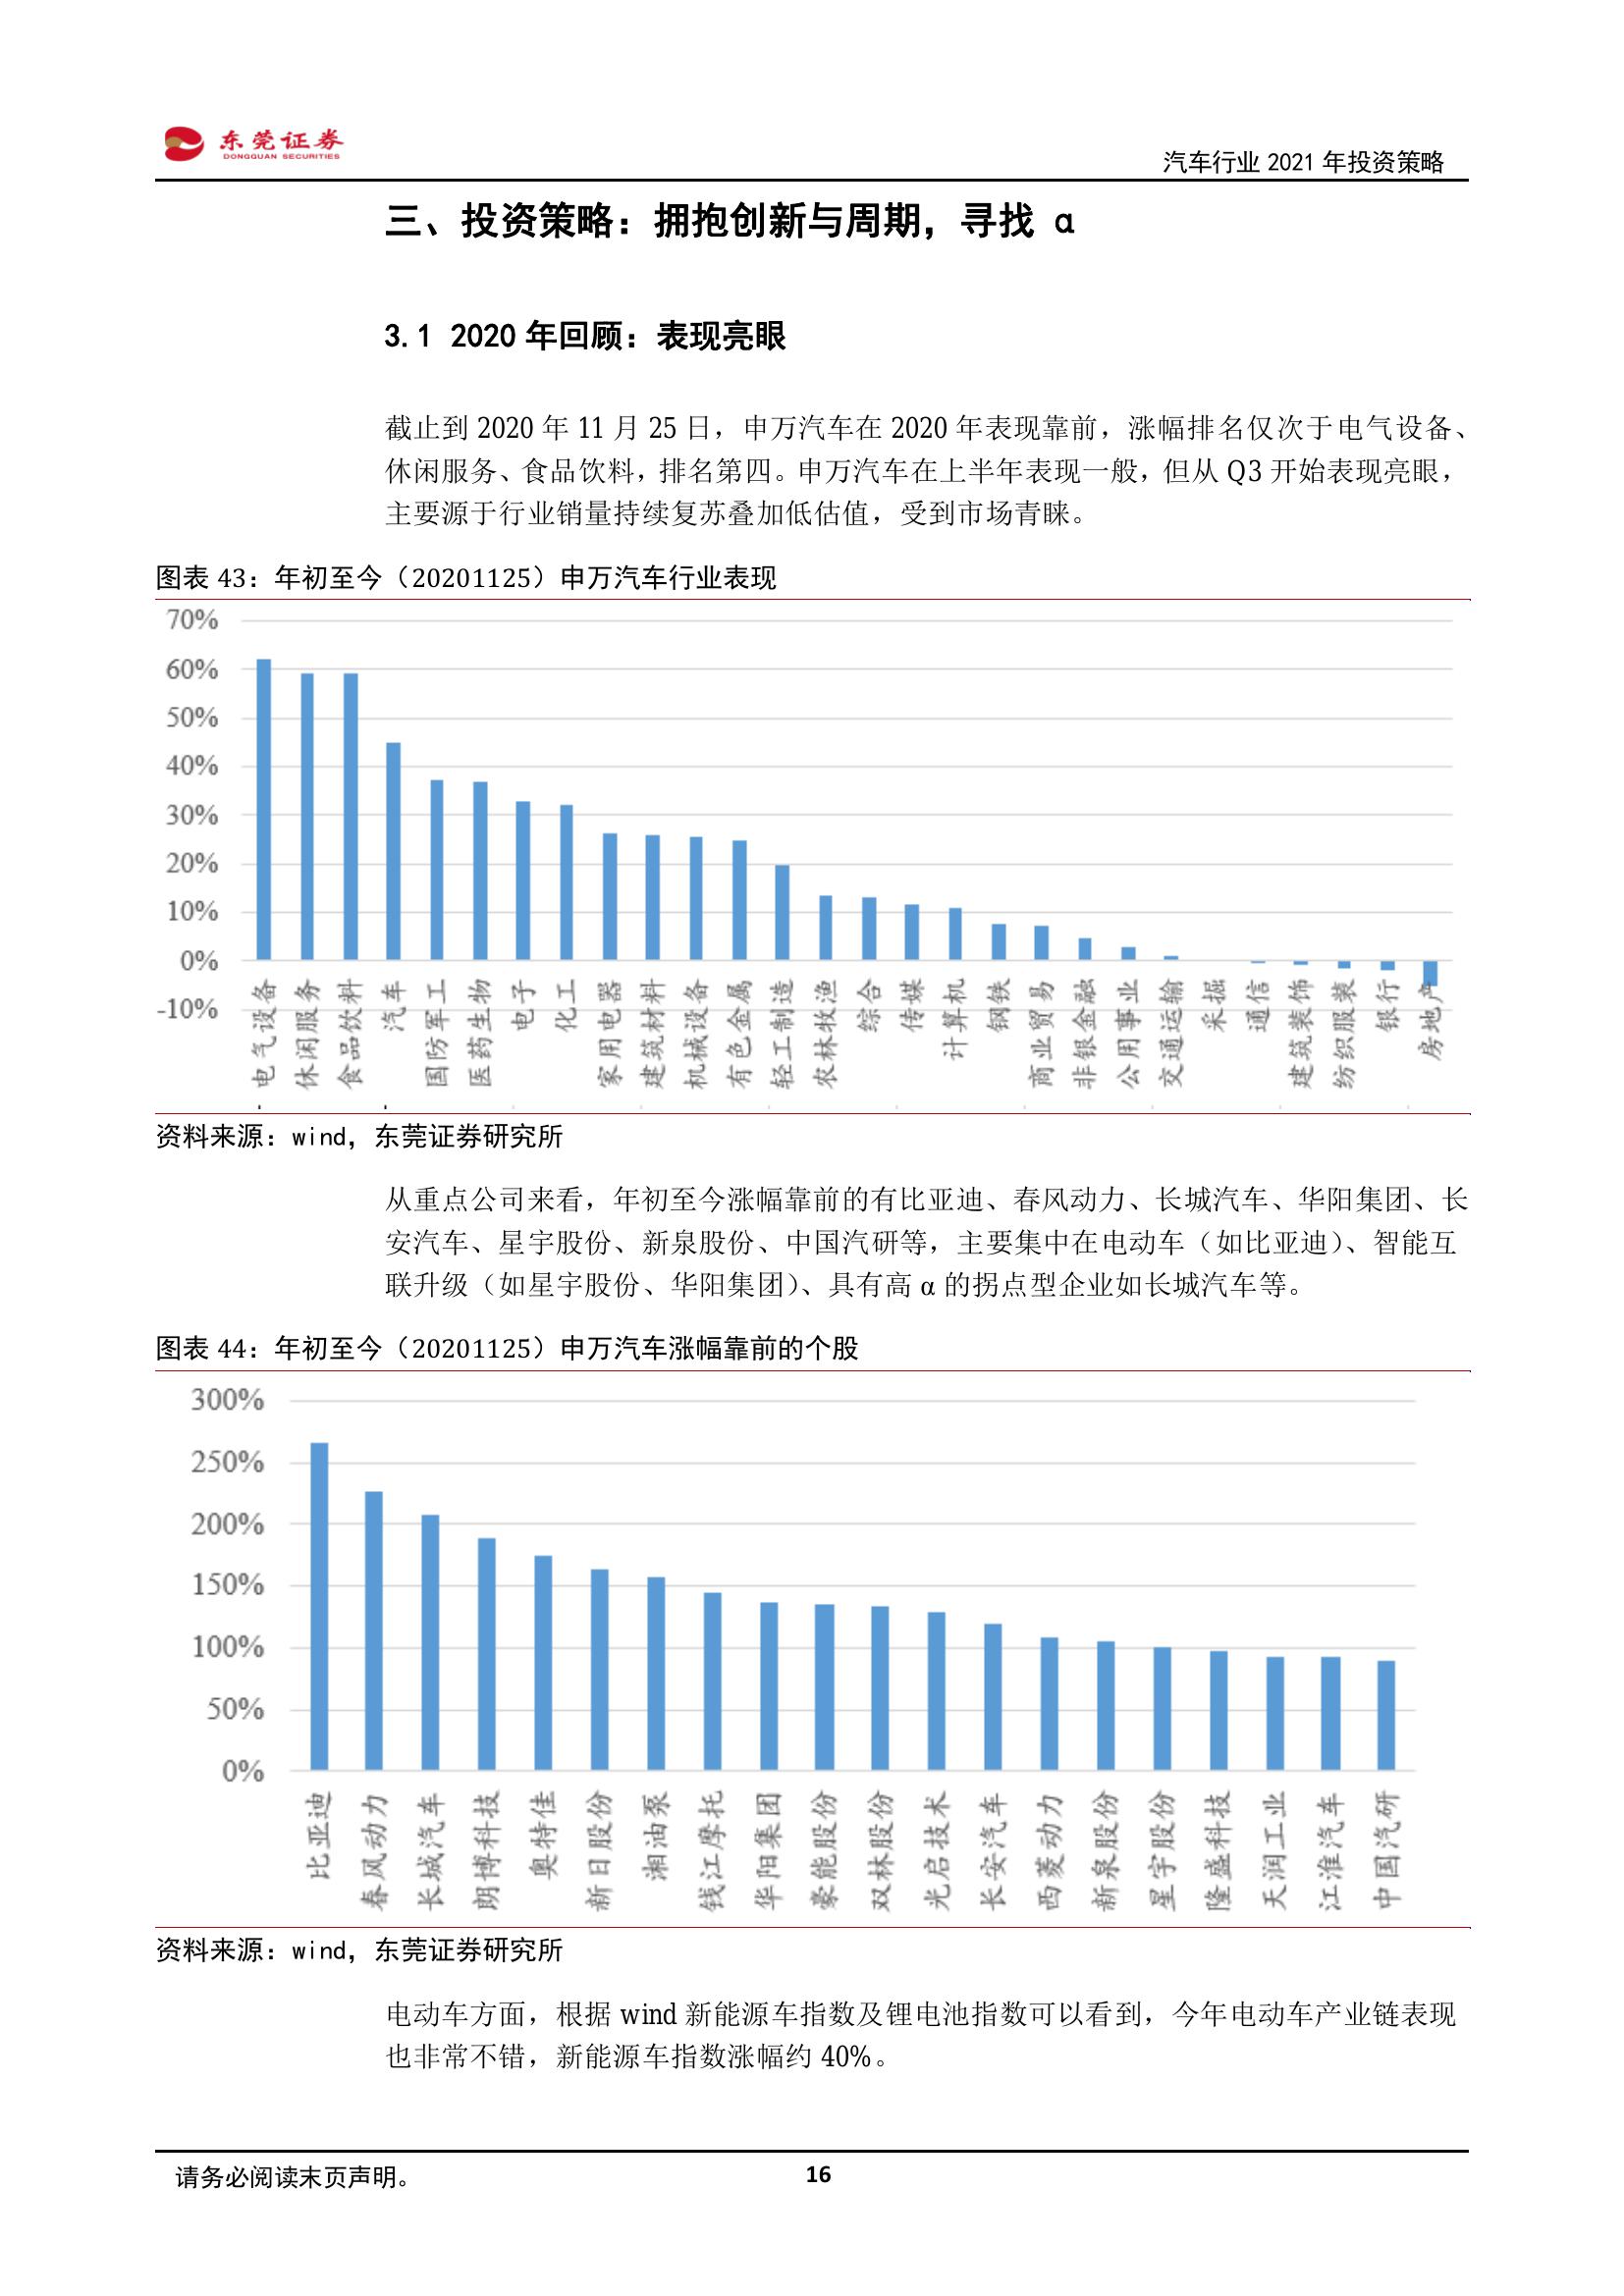 东莞证券
DONGGUAN SECURITIES
汽车行业 2021 年投资策略
三、投资策略：拥抱创新与周期，寻找 α
3.1 2020 年回顾：表现亮眼
截止到 2020 年 11 月 25 日，申万汽车在 2020 年表现靠前，涨幅排名仅次于电气设备、
休闲服务、食品饮料，排名第四。申万汽车在上半年表现一般，但从 Q3 开始表现亮眼，
主要源于行业销量持续复苏叠加低估值，受到市场青睐。
图表 43：年初至今（20201125）申万汽车行业表现
70%
60%
50%
40%
30%
20%
10%
0%
-10%
电气设备
休闲服务
食品饮料
汽车
国防军工
医药生物
电子
化工
家用电器
建筑材料
机械设备
有色金属
轻工制造
农林牧渔
综合
传媒
计算机
钢铁
商业贸易
非银金融
公用事业
交通运输
采掘
通信
建筑装饰
纺织服装
银行
房地产
资料来源：wind，东莞证券研究所
从重点公司来看，年初至今涨幅靠前的有比亚迪、春风动力、长城汽车、华阳集团、长
安汽车、星宇股份、新泉股份、中国汽研等，主要集中在电动车（如比亚迪）、智能互
联升级（如星宇股份、华阳集团）、具有高 α 的拐点型企业如长城汽车等。
图表 44：年初至今（20201125）申万汽车涨幅靠前的个股
300%
250%
200%
150%
100%
50%
0%
比亚迪
春风动力
长城汽车
朗博科技
奥特佳
新日股份
湘油泵
钱江摩托
华阳集团
豪能股份
双林股份
光启技术
长安汽车
西菱动力
新泉股份
星宇股份
隆盛科技
天润工业
江淮汽车
中国汽研
资料来源：wind，东莞证券研究所
电动车方面，根据 wind 新能源车指数及锂电池指数可以看到，今年电动车产业链表现
也非常不错，新能源车指数涨幅约 40%。
请务必阅读末页声明。
16